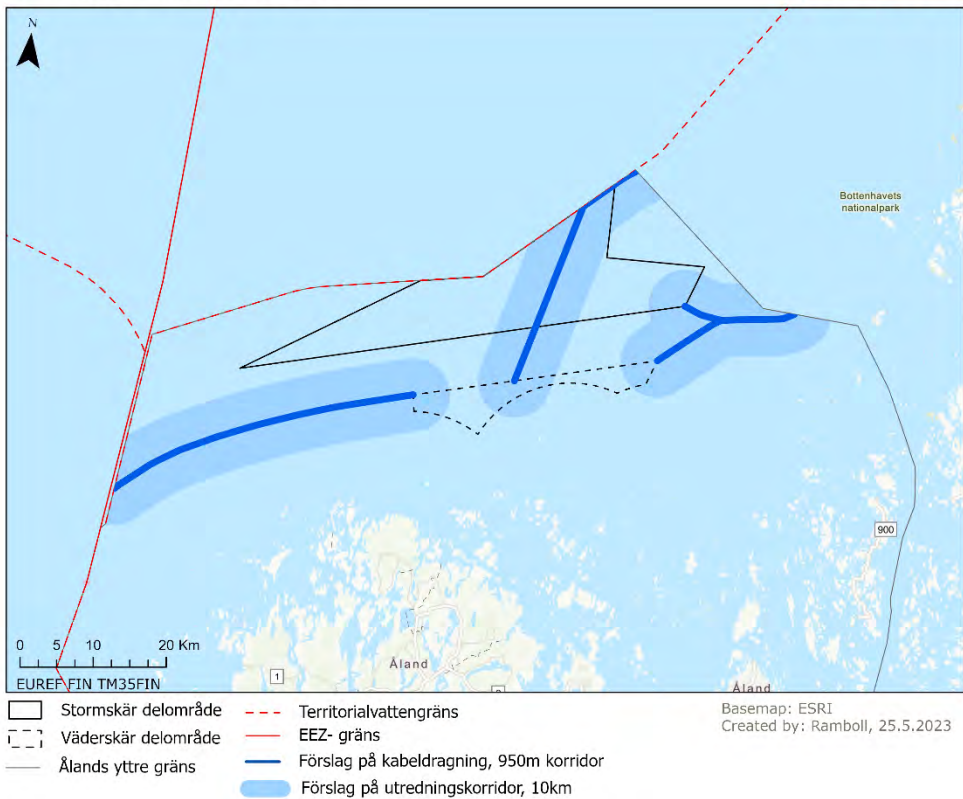 N
Bottenhavets
nationalpark
900
0 5 10 20 Km
Åland
1
Åland
EUREF FIN TM35FIN
Stormskär delområde
Väderskär delområde
Ålands yttre gräns
Territorialvattengräns
EEZ- gräns
Förslag på kabeldragning, 950m korridor
Förslag på utredningskorridor, 10km
Basemap: ESRI
Created by: Ramboll, 25.5.2023